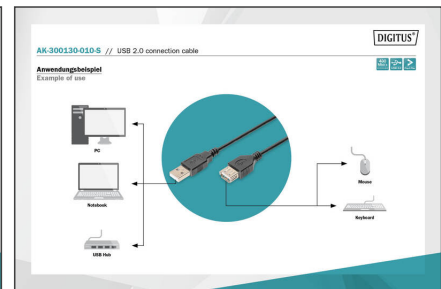 DIGITUS®
AK-300130-010-S // USB 2.0 connection cable
Anwendungsbeispiel
Example of use
PC
Notebook
USB Hub
Mouse
Keyboard